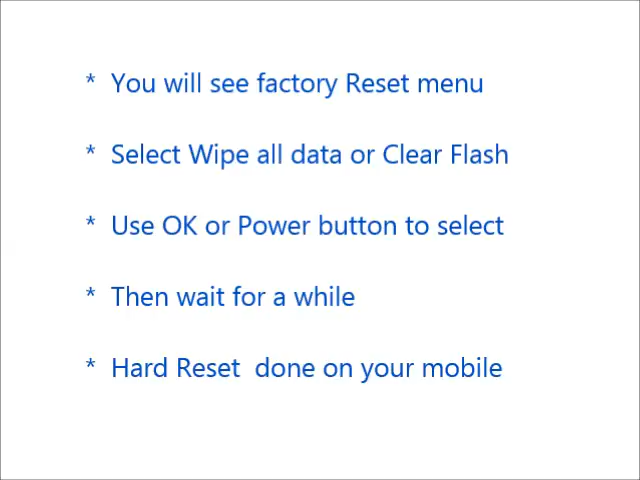 * You will see factory Reset menu
* Select Wipe all data or Clear Flash
* Use OK or Power button to select
* Then wait for a while
* Hard Reset  done on your mobile